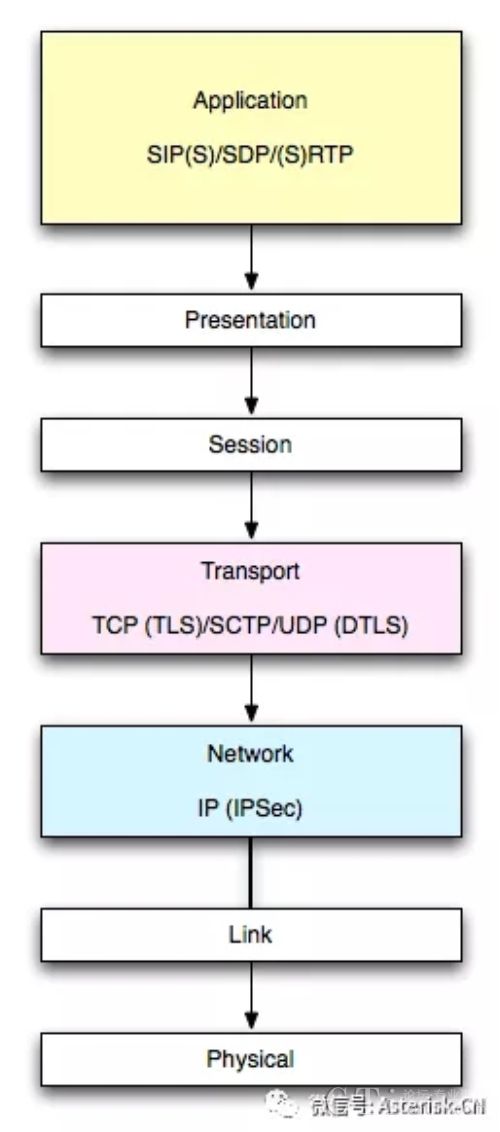 Application
SIP(S)/SDP/(S)RTP
Presentation
Session
Transport
TCP (TLS)/SCTP/UDP (DTLS)
Network
IP (IPSec)
Link
Physical
微信号: Asterisk-CN